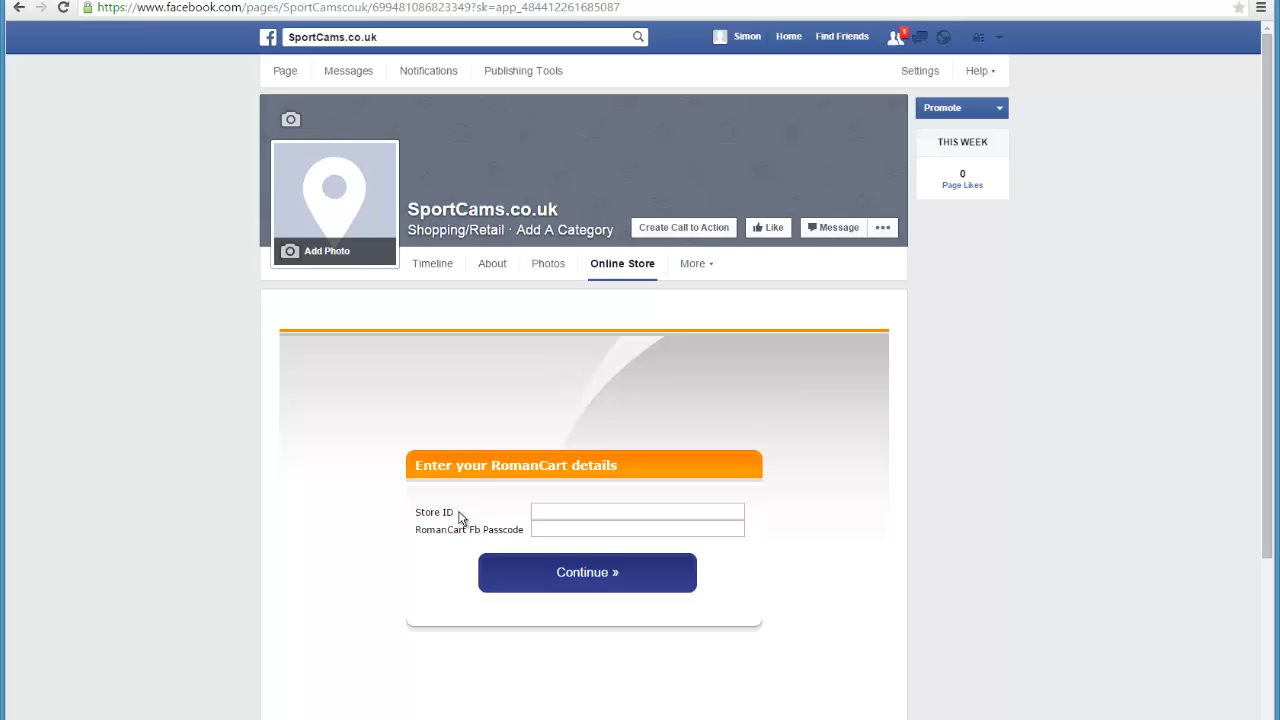 https://www.facebook.com/pages/SportCamscouk/699481086823349?sk=app_484412261685087
SportCams.co.uk
Simon Home Find Friends 1
Page Messages Notifications Publishing Tools Settings Help
Promote
THIS WEEK
0
Page Likes
SportCams.co.uk
Shopping/Retail · Add A Category
Create Call to Action Like Message •••
Add Photo
Timeline About Photos Online Store More
Enter your RomanCart details
Store ID
RomanCart Fb Passcode
Continue »